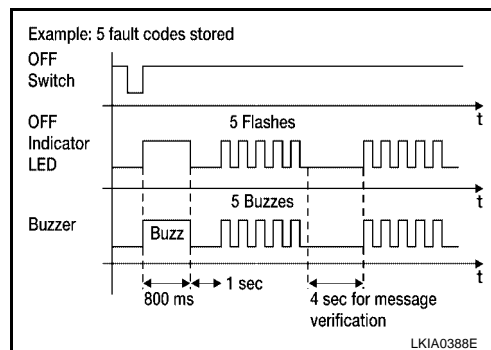 Example: 5 fault codes stored
OFF
Switch
t
OFF
Indicator
LED
5 Flashes
t
5 Buzzes
Buzzer
Buzz
t
1 sec
800 ms
4 sec for message
verification
LKIA0388E